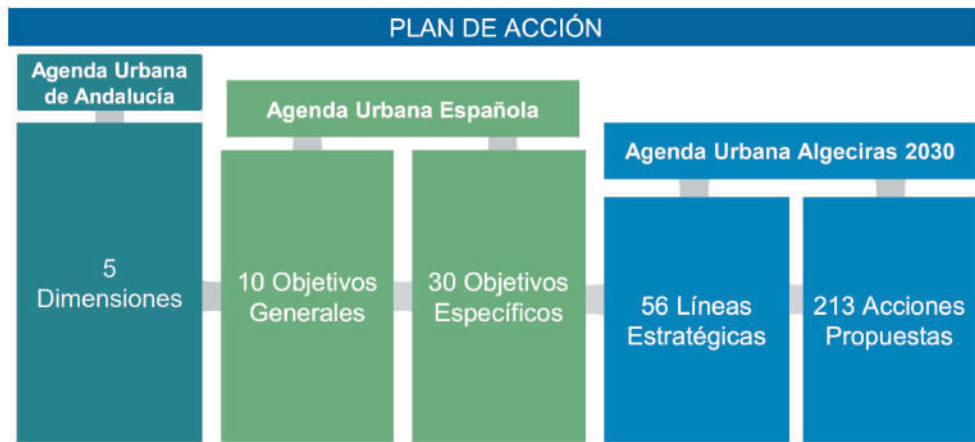 PLAN DE ACCIÓN
Agenda Urbana
de Andalucía
Agenda Urbana Española
Agenda Urbana Algeciras 2030
5
Dimensiones
10 Objetivos
Generales
30 Objetivos
Específicos
56 Líneas
Estratégicas
213 Acciones
Propuestas